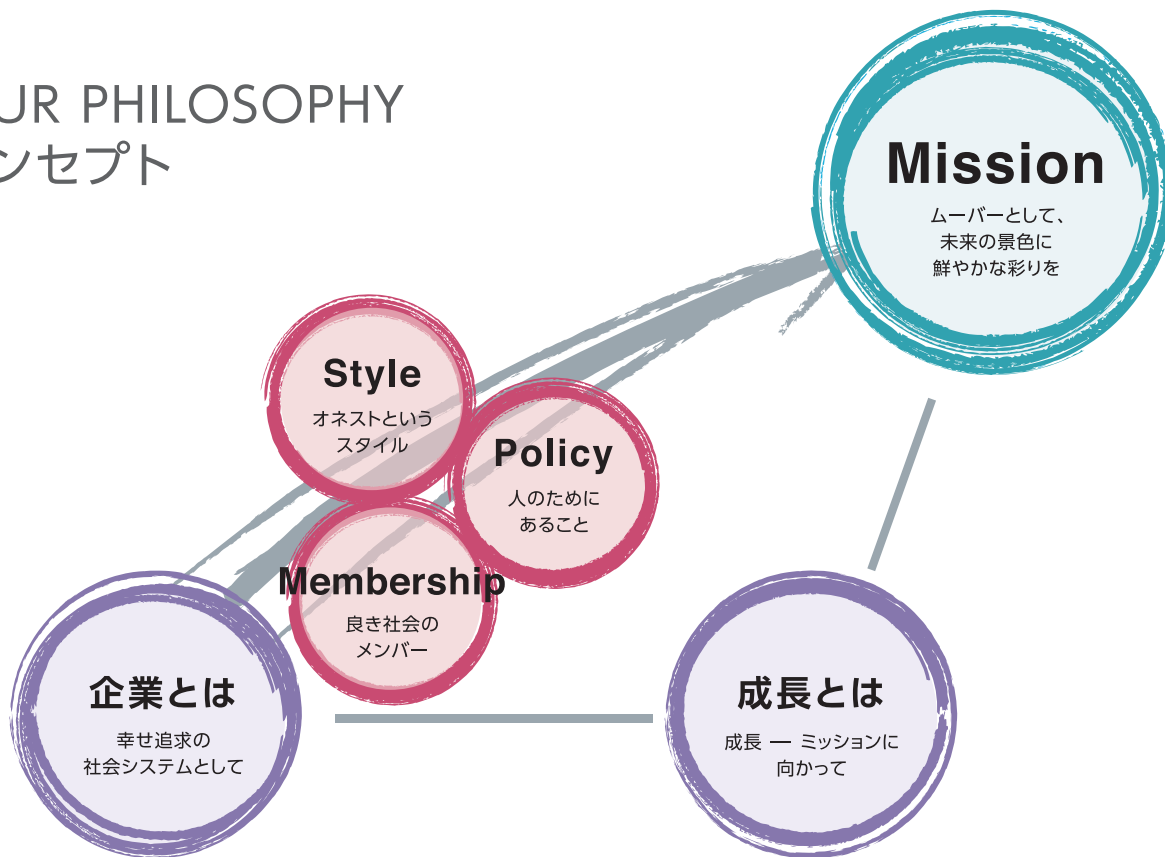 UR PHILOSOPHY
ンセプト
Mission
ムーバーとして、
未来の景色に
鮮やかな彩りを
Style
オネストという
スタイル
Policy
人のために
あること
Membership
良き社会の
メンバー
企業とは
幸せ追求の
社会システムとして
成長とは
成長 ― ミッションに
向かって